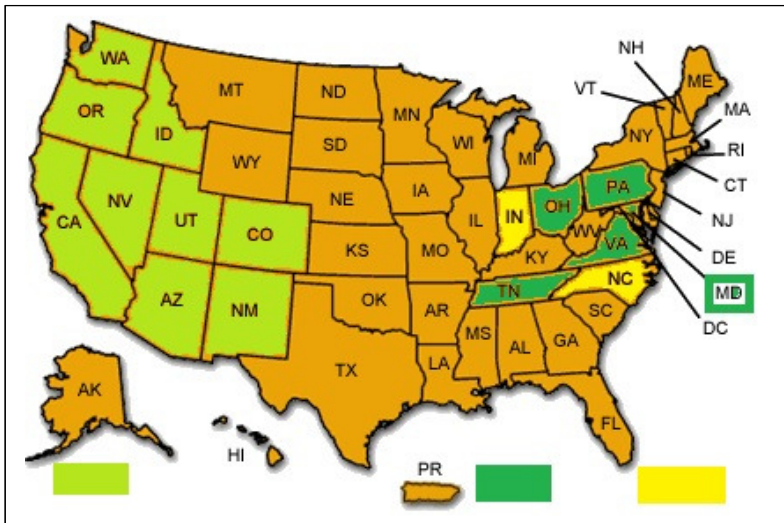 NH
WA
VT
ME
MT
ND
MA
OR
MN
ID
SD
WI
NY
RI
WY
MI
CT
IA
PA
NE
NV
OH
NJ
CA
UT
CO
IL
IN
WV
DE
KS
MO
KY
VA
MD
AZ
NM
OK
TN
NC
AR
SC
DC
MS
AL
GA
TX
LA
AK
FL
HI
PR